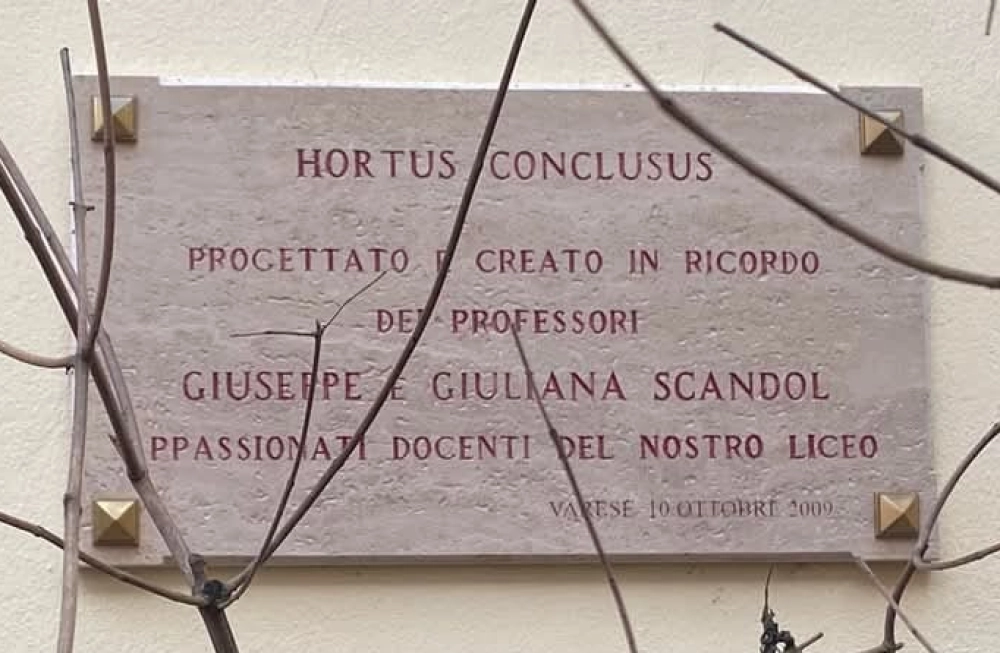 HORTUS CONCLUSUS
PROGETTATO E CREATO IN RICORDO
DEI PROFESSORI
GIUSEPPE E GIULIANA SCANDOL
PPASSIONATI DOCENTI DEL NOSTRO LICEO
VARESE 10 OTTOBRE 2009